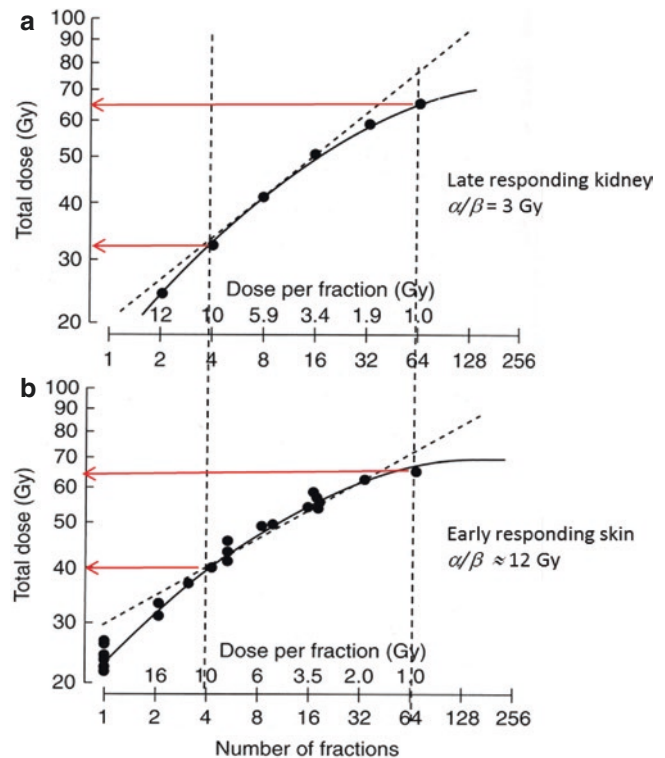 a
100
90
80
70
60
50
40
30
20
Total dose (Gy)
Late responding kidney
α/β = 3 Gy
Dose per fraction (Gy)
12 10 5.9 3.4 1.9 1.0
1 2 4 8 16 32 64 128 256
b
100
90
80
70
60
50
40
30
20
Total dose (Gy)
Early responding skin
α/β ≈ 12 Gy
Dose per fraction (Gy)
16 10 6 3.5 2.0 1.0
1 2 4 8 16 32 64 128 256
Number of fractions